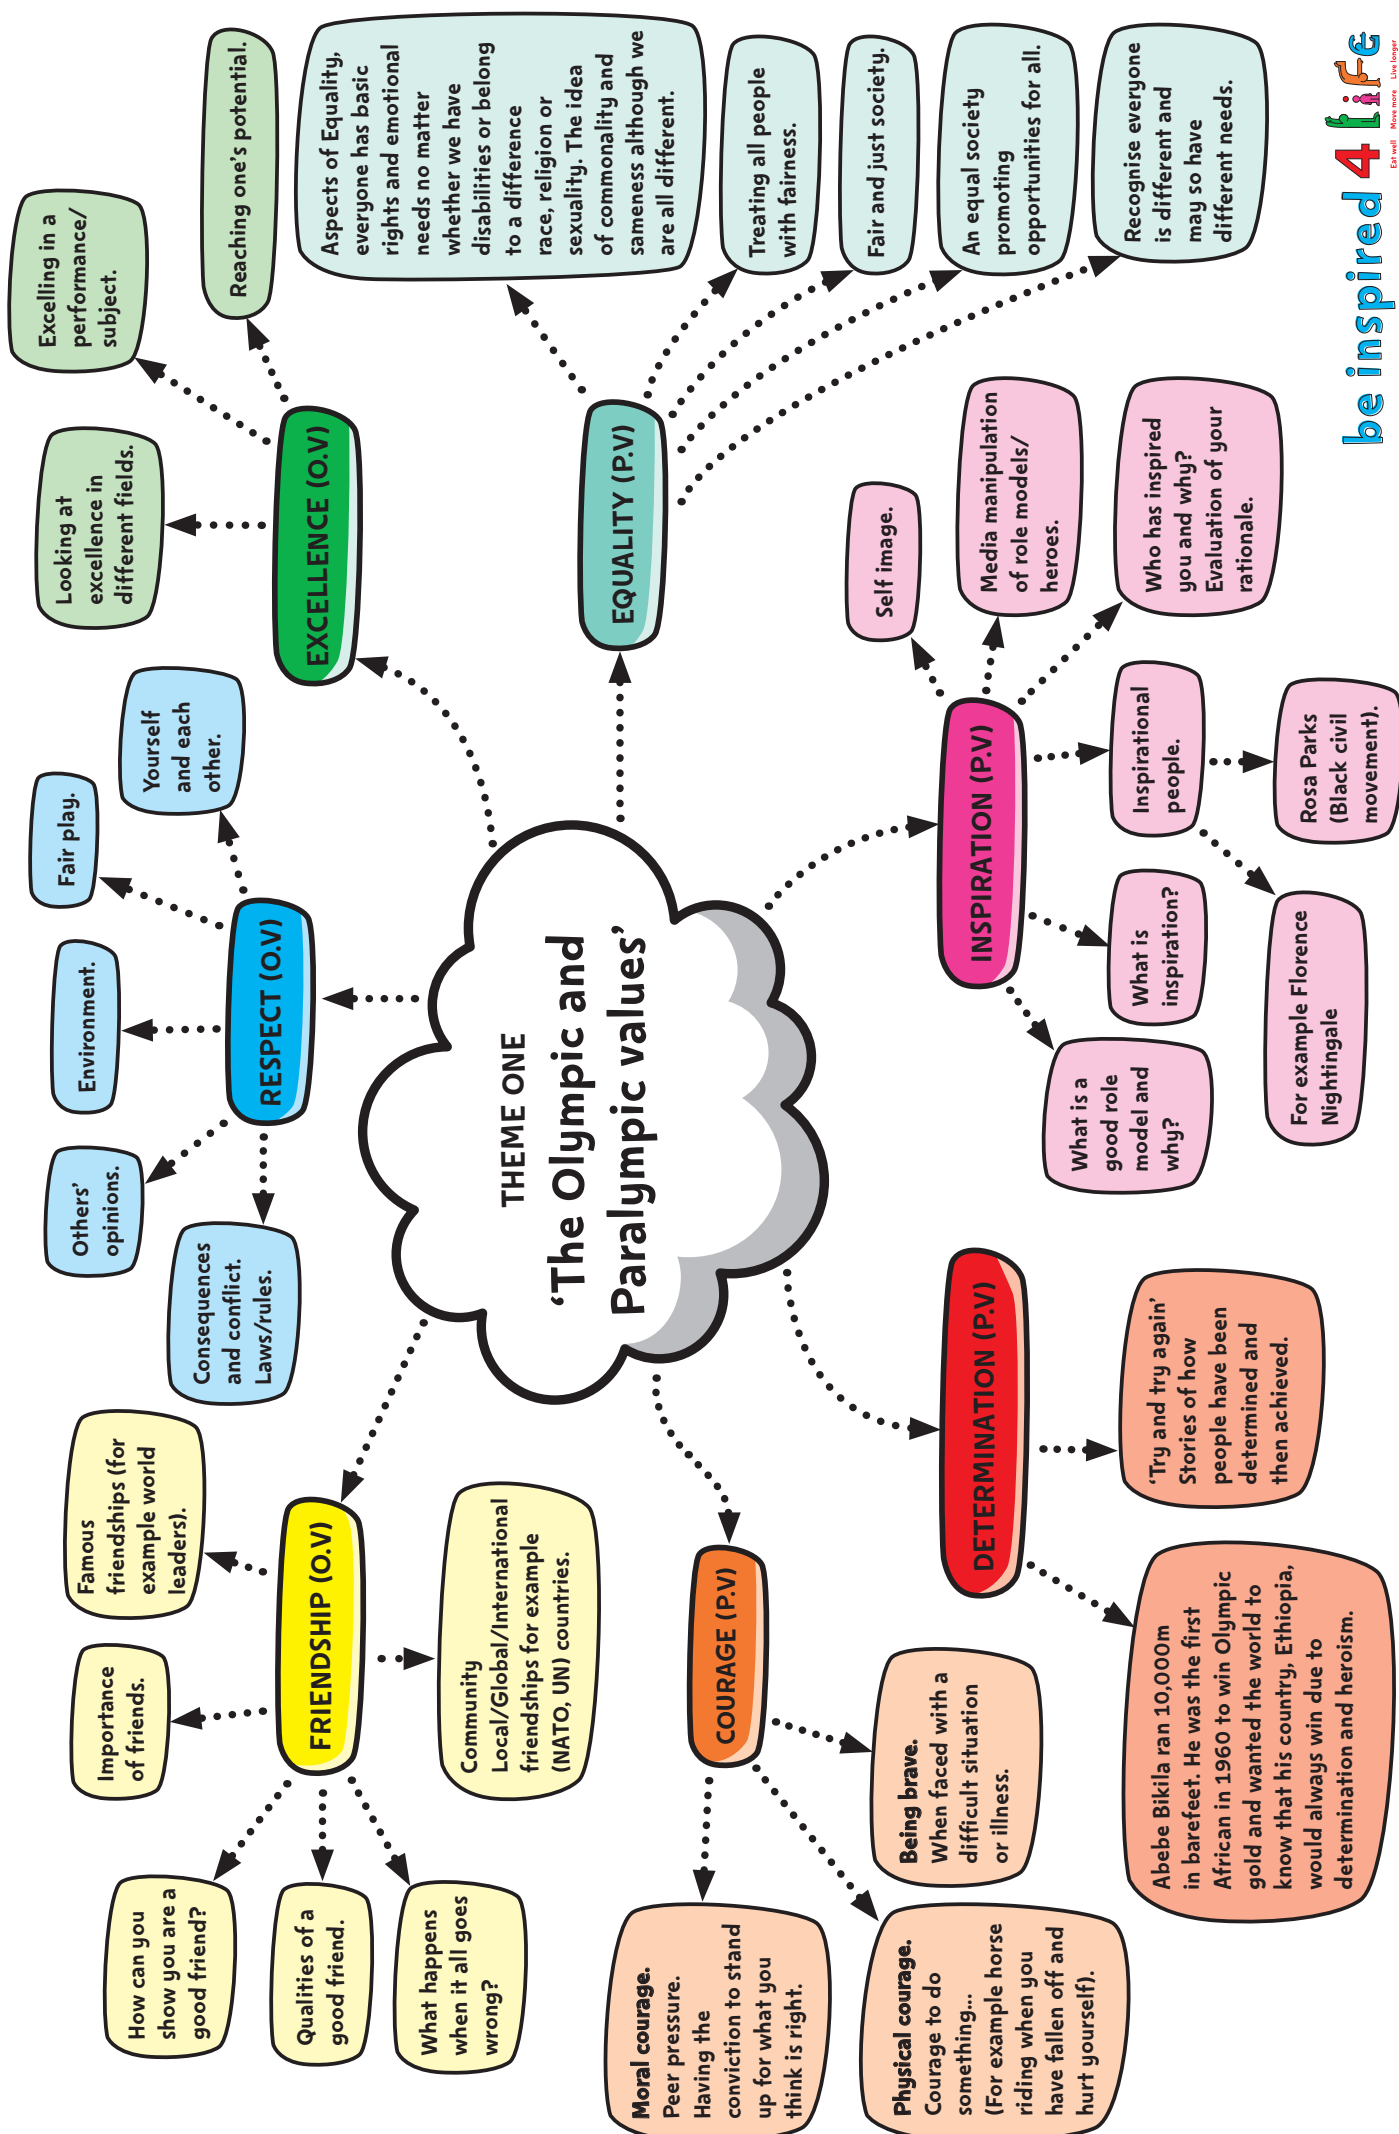 THEME ONE
‘The Olympic and
Paralympic values’
FRIENDSHIP (O.V)
How can you
show you are a
good friend?
Qualities of a
good friend.
What happens
when it all goes
wrong?
Importance
of friends.
Famous
friendships (for
example world
leaders).
Community
Local/Global/International
friendships for example
(NATO, UN) countries.
RESPECT (O.V)
Consequences
and conflict.
Laws/rules.
Others’
opinions.
Environment.
Fair play.
Yourself
and each
other.
EXCELLENCE (O.V)
Looking at
excellence in
different fields.
Excelling in a
performance/
subject.
Reaching one’s potential.
EQUALITY (P.V)
Aspects of Equality,
everyone has basic
rights and emotional
needs no matter
whether we have
disabilities or belong
to a difference
race, religion or
sexuality. The idea
of commonality and
sameness although we
are all different.
Treating all people
with fairness.
Fair and just society.
An equal society
promoting
opportunities for all.
Recognise everyone
is different and
may so have
different needs.
INSPIRATION (P.V)
Self image.
Media manipulation
of role models/
heroes.
Who has inspired
you and why?
Evaluation of your
rationale.
Inspirational
people.
Rosa Parks
(Black civil
movement).
For example Florence
Nightingale
What is
inspiration?
What is a
good role
model and
why?
DETERMINATION (P.V)
‘Try and try again’
Stories of how
people have been
determined and
then achieved.
Abebe Bikila ran 10,000m
in barefeet. He was the first
African in 1960 to win Olympic
gold and wanted the world to
know that his country, Ethiopia,
would always win due to
determination and heroism.
COURAGE (P.V)
Moral courage.
Peer pressure.
Having the
conviction to stand
up for what you
think is right.
Physical courage.
Courage to do
something...
(For example horse
riding when you
have fallen off and
hurt yourself).
Being brave.
When faced with a
difficult situation
or illness.
be inspired 4 life
Eat well Move more Live longer